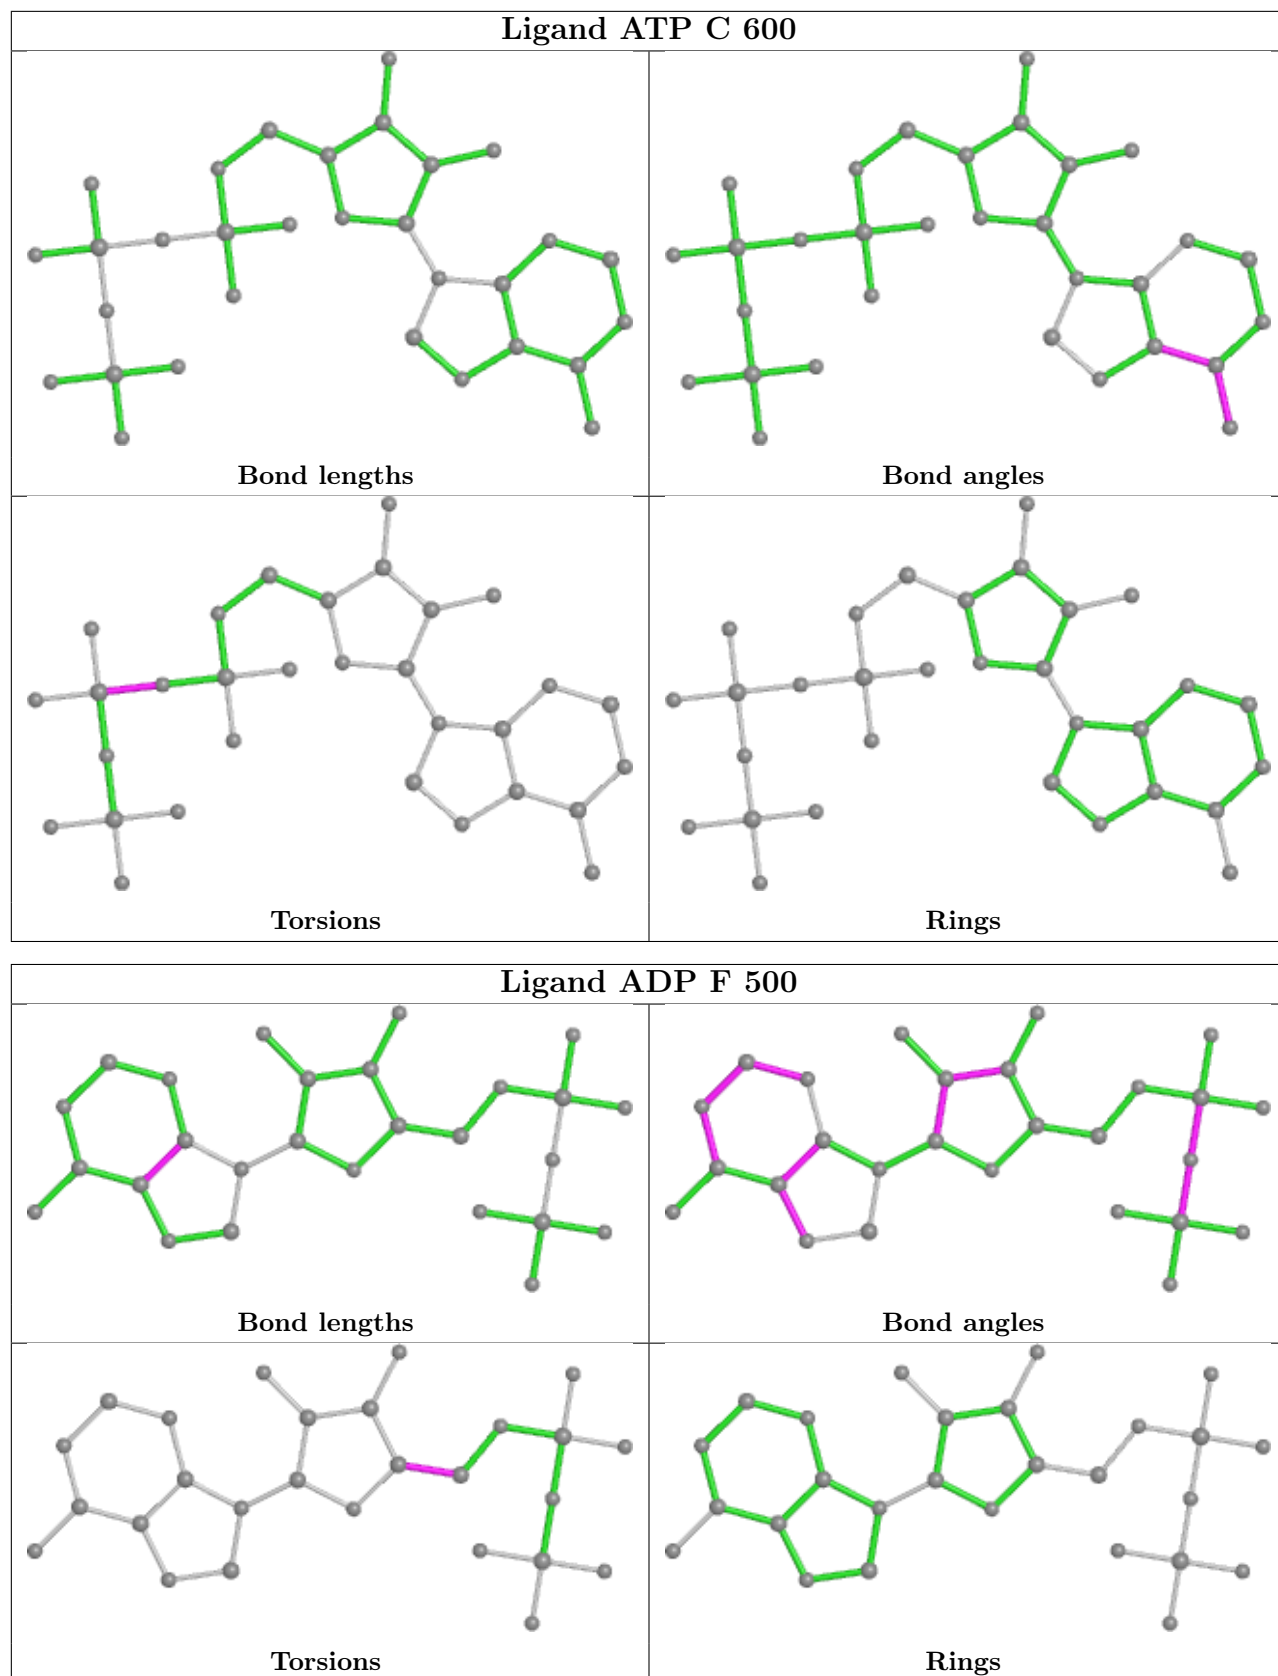 Ligand ATP C 600
Bond lengths
Bond angles
Torsions
Rings
Ligand ADP F 500
Bond lengths
Bond angles
Torsions
Rings